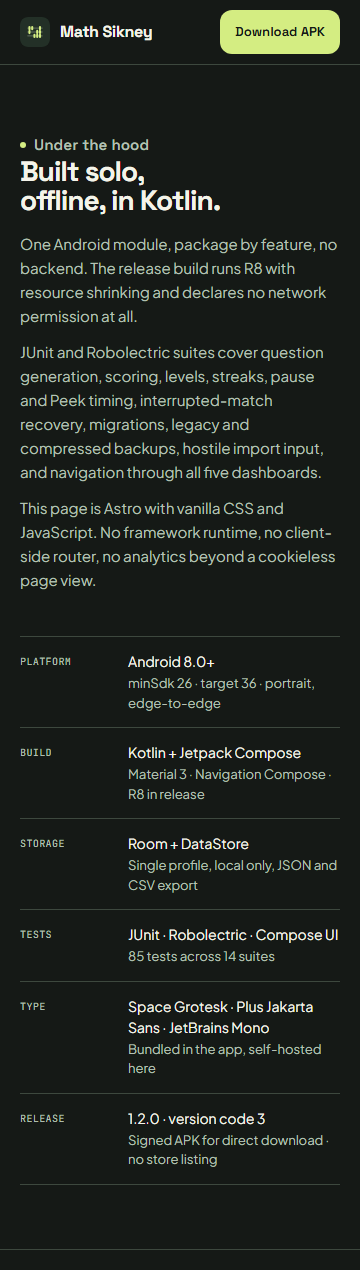 Math Sikney
Download APK
Under the hood
Built solo,
offline, in Kotlin.
One Android module, package by feature, no
backend. The release build runs R8 with
resource shrinking and declares no network
permission at all.
JUnit and Robolectric suites cover question
generation, scoring, levels, streaks, pause
and Peek timing, interrupted-match
recovery, migrations, legacy and
compressed backups, hostile import input,
and navigation through all five dashboards.
This page is Astro with vanilla CSS and
JavaScript. No framework runtime, no client-
side router, no analytics beyond a cookieless
page view.
PLATFORM
Android 8.0+
minSdk 26 · target 36 · portrait,
edge-to-edge
BUILD
Kotlin + Jetpack Compose
Material 3 · Navigation Compose ·
R8 in release
STORAGE
Room + DataStore
Single profile, local only, JSON and
CSV export
TESTS
JUnit · Robolectric · Compose UI
85 tests across 14 suites
TYPE
Space Grotesk · Plus Jakarta
Sans · JetBrains Mono
Bundled in the app, self-hosted
here
RELEASE
1.2.0 · version code 3
Signed APK for direct download ·
no store listing